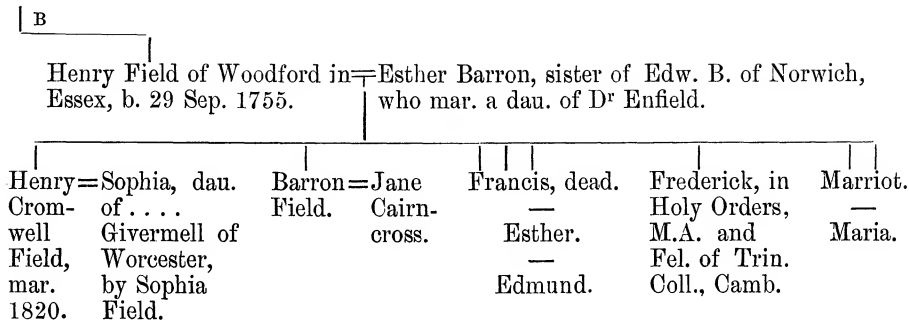 B
Henry Field of Woodford in=Esther Barron, sister of Edw. B. of Norwich,
Essex, b. 29 Sep. 1755.
who mar. a dau. of Dr Enfield.
Henry=Sophia, dau.
Crom- of ....
well Givermell of
Field, Worcester,
mar. by Sophia
1820. Field.
Barron=Jane
Field. Cairn-
cross.
Francis, dead.
—
Esther.
—
Edmund.
Frederick, in
Holy Orders,
M.A. and
Fel. of Trin.
Coll., Camb.
Marriot.
—
Maria.